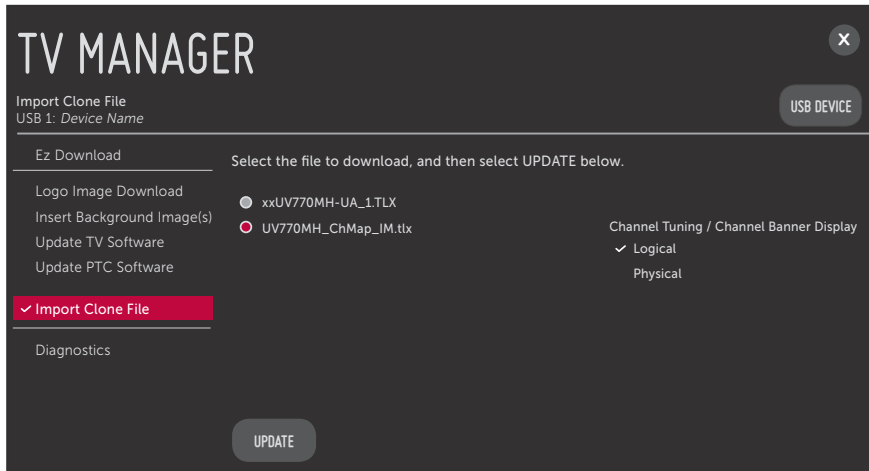 TV MANAGER
X
Import Clone File
USB 1: Device Name
USB DEVICE
Ez Download
Logo Image Download
Insert Background Image(s)
Update TV Software
Update PTC Software
Import Clone File
Diagnostics
Select the file to download, and then select UPDATE below.
xxUV770MH-UA_1.TLX
UV770MH_ChMap_IM.tlx
Channel Tuning / Channel Banner Display
Logical
Physical
UPDATE